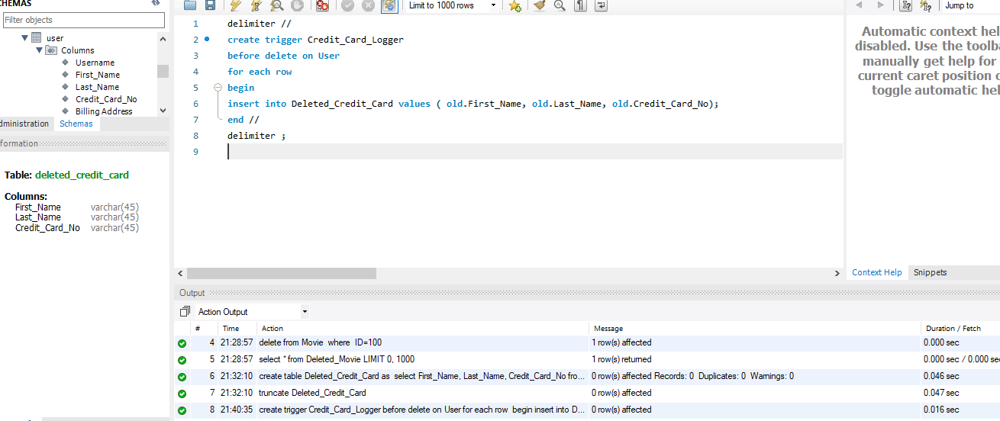 CHEMAS
Filter objects
user
Columns
Username
First_Name
Last_Name
Credit_Card_No
Billing Address
dministration Schemas
formation
Table: deleted_credit_card
Columns:
First_Name varchar(45)
Last_Name varchar(45)
Credit_Card_No varchar(45)
Limit to 1000 rows
1 delimiter //
2 create trigger Credit_Card_Logger
3 before delete on User
4 for each row
5 begin
6 insert into Deleted_Credit_Card values ( old.First_Name, old.Last_Name, old.Credit_Card_No);
7 end //
8 delimiter ;
9
Jump to
Automatic context hel
disabled. Use the toolba
manually get help for
current caret position o
toggle automatic hel
Context Help Snippets
Output
Action Output
# Time Action Message Duration / Fetch
4 21:28:57 delete from Movie where ID=100 1 row(s) affected 0.000 sec
5 21:28:57 select * from Deleted_Movie LIMIT 0, 1000 1 row(s) returned 0.000 sec / 0.000 se
6 21:32:10 create table Deleted_Credit_Card as select First_Name, Last_Name, Credit_Card_No fro... 0 row(s) affected Records: 0 Duplicates: 0 Warnings: 0 0.046 sec
7 21:32:10 truncate Deleted_Credit_Card 0 row(s) affected 0.047 sec
8 21:40:35 create trigger Credit_Card_Logger before delete on User for each row begin insert into D... 0 row(s) affected 0.016 sec